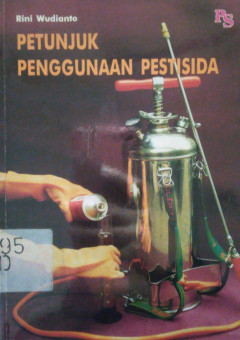 Rini Wudianto
PS
PETUNJUK
PENGGUNAAN PESTISIDA
95